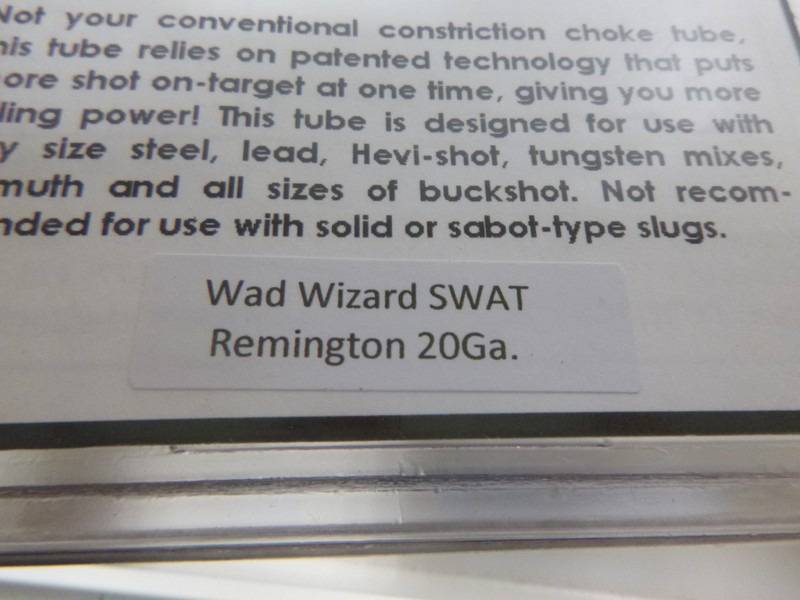 Not your conventional constriction choke tube,
his tube relies on patented technology that puts
ore shot on-target at one time, giving you more
ling power! This tube is designed for use with
y size steel, lead, Hevi-shot, tungsten mixes,
muth and all sizes of buckshot. Not recom-
nded for use with solid or sabot-type slugs.
Wad Wizard SWAT
Remington 20Ga.